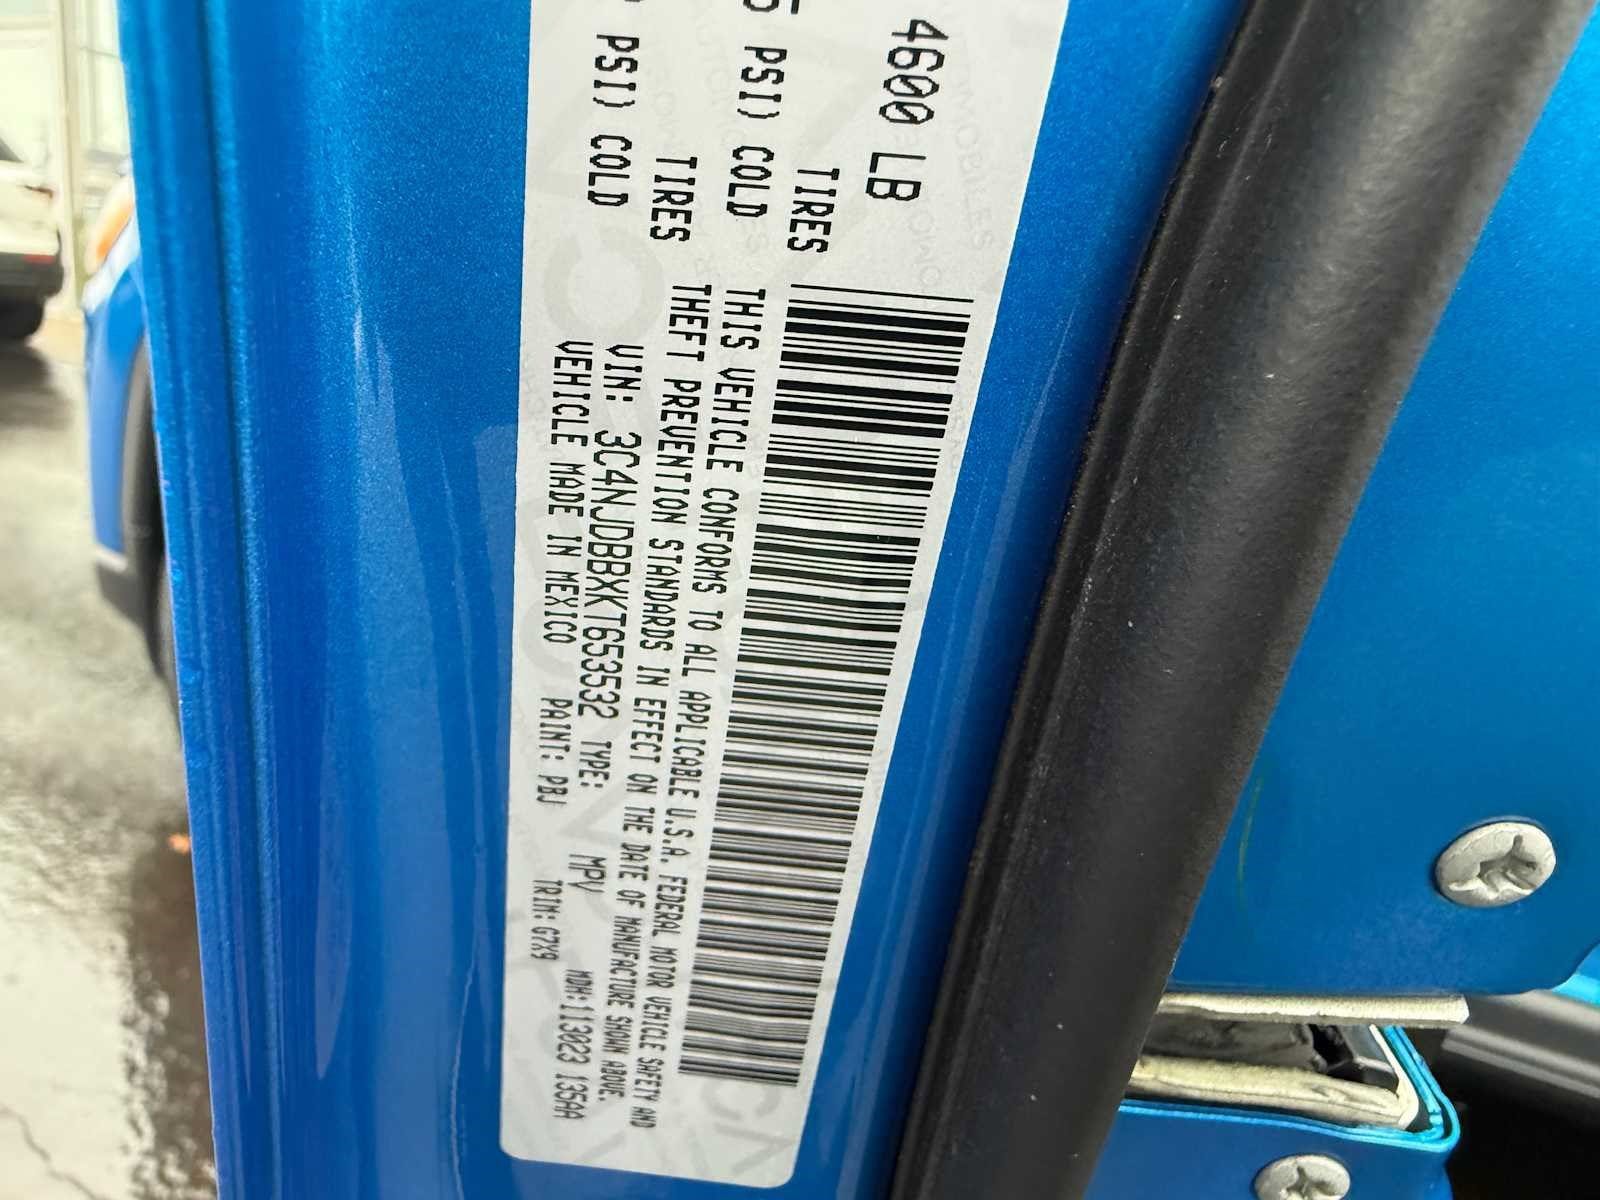 4600 LB
TIRES
5 PSI) COLD
TIRES
PSI) COLD
THIS VEHICLE CONFORMS TO ALL APPLICABLE U.S.A. FEDERAL MOTOR VEHICLE SAFETY AND
THEFT PREVENTION STANDARDS IN EFFECT ON THE DATE OF MANUFACTURE SHOWN ABOVE.
VIN: 3C4NJDBBXKT653532 TYPE: MPV MDH:113023 135AA
VEHICLE MADE IN MEXICO PAINT: PBJ TRIM: G7X9